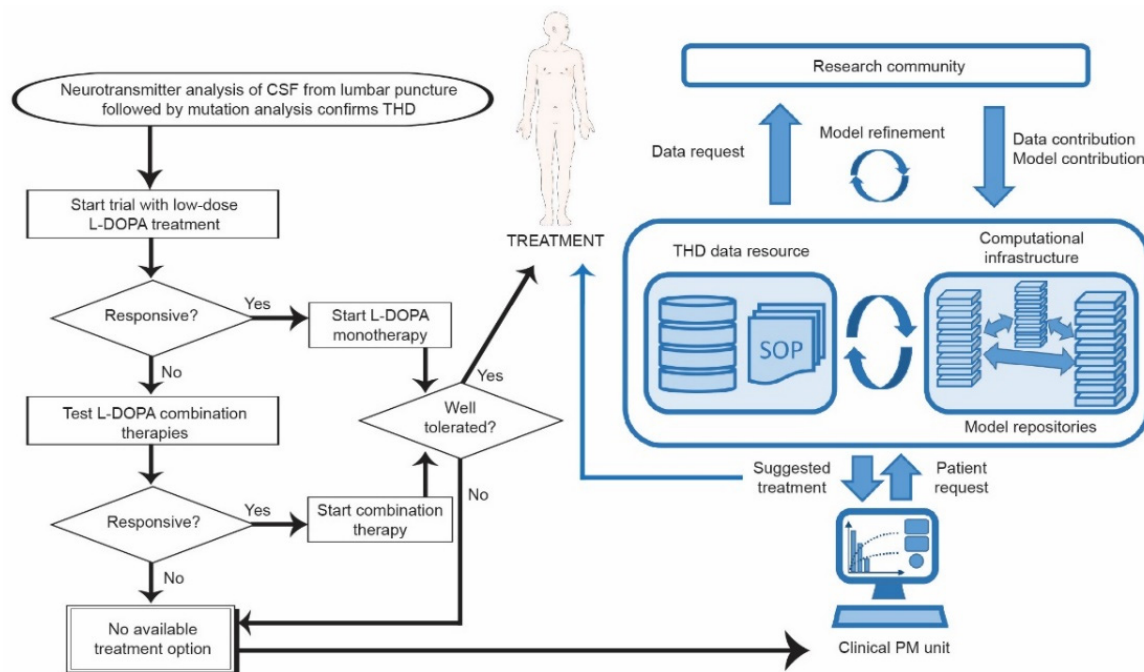 Neurotransmitter analysis of CSF from lumbar puncture
followed by mutation analysis confirms THD
Start trial with low-dose
L-DOPA treatment
Responsive?
Yes
Start L-DOPA
monotherapy
No
Test L-DOPA combination
therapies
Responsive?
Yes
Start combination
therapy
No
No available
treatment option
Well
tolerated?
Yes
No
TREATMENT
Research community
Data request
Model refinement
Data contribution
Model contribution
THD data resource
SOP
Computational
infrastructure
Model repositories
Suggested
treatment
Patient
request
Clinical PM unit